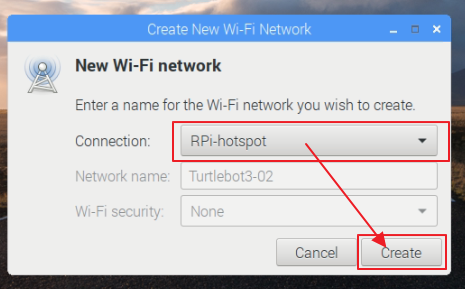 Create New Wi-Fi Network
New Wi-Fi network
Enter a name for the Wi-Fi network you wish to create.
Connection: RPi-hotspot
Network name: Turtlebot3-02
Wi-Fi security: None
Cancel Create